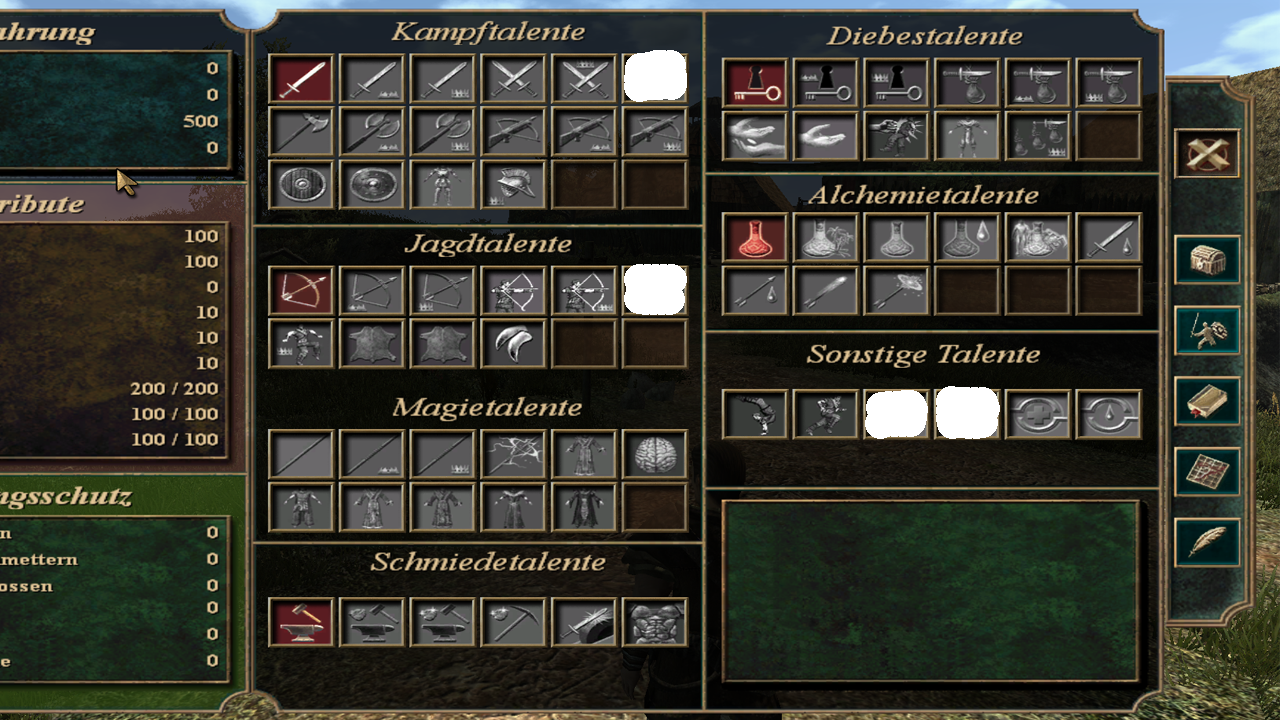 ahrung
0
0
500
0
ribute
100
100
0
10
10
10
200 / 200
100 / 100
100 / 100
ngsschutz
n 0
mettern 0
ossen 0
0
0
e 0
Kampftalente
Jagdtalente
Magietalente
Schmiedetalente
Diebestalente
Alchemietalente
Sonstige Talente